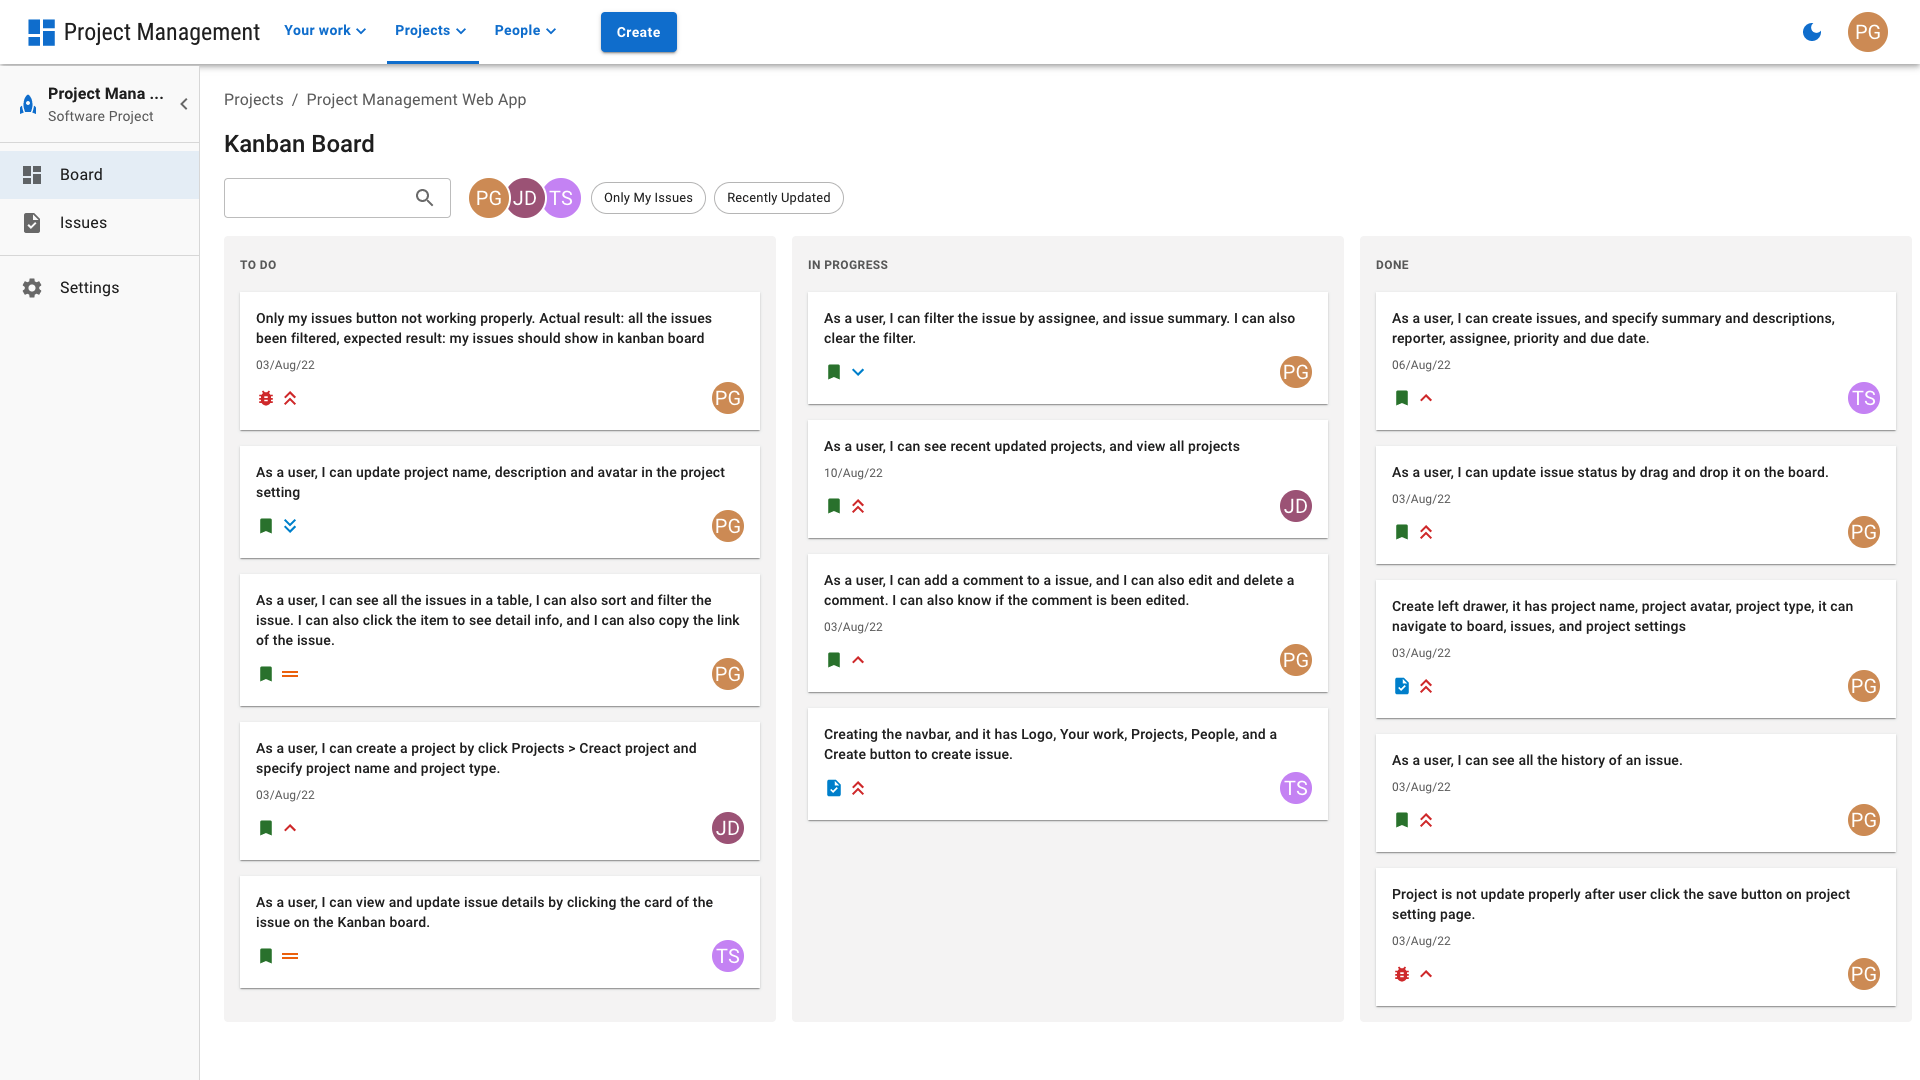 Project Management
Your work
Projects
People
Create
PG
Project Mana ...
Software Project
Board
Issues
Settings
Projects / Project Management Web App
Kanban Board
PG
JD
TS
Only My Issues
Recently Updated
TO DO
Only my issues button not working properly. Actual result: all the issues
been filtered, expected result: my issues should show in kanban board
03/Aug/22
PG
As a user, I can update project name, description and avatar in the project
setting
PG
As a user, I can see all the issues in a table, I can also sort and filter the
issue. I can also click the item to see detail info, and I can also copy the link
of the issue.
PG
As a user, I can create a project by click Projects > Creact project and
specify project name and project type.
03/Aug/22
JD
As a user, I can view and update issue details by clicking the card of the
issue on the Kanban board.
TS
IN PROGRESS
As a user, I can filter the issue by assignee, and issue summary. I can also
clear the filter.
PG
As a user, I can see recent updated projects, and view all projects
10/Aug/22
JD
As a user, I can add a comment to a issue, and I can also edit and delete a
comment. I can also know if the comment is been edited.
03/Aug/22
PG
Creating the navbar, and it has Logo, Your work, Projects, People, and a
Create button to create issue.
TS
DONE
As a user, I can create issues, and specify summary and descriptions,
reporter, assignee, priority and due date.
06/Aug/22
TS
As a user, I can update issue status by drag and drop it on the board.
03/Aug/22
PG
Create left drawer, it has project name, project avatar, project type, it can
navigate to board, issues, and project settings
03/Aug/22
PG
As a user, I can see all the history of an issue.
03/Aug/22
PG
Project is not update properly after user click the save button on project
setting page.
03/Aug/22
PG